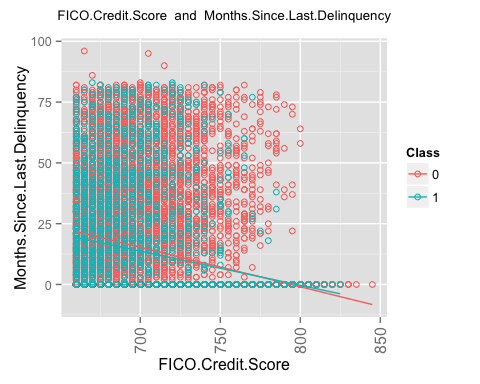 FICO.Credit.Score and Months.Since.Last.Delinquency
100
75
50
25
0
Months.Since.Last.Delinquency
700
750
800
850
FICO.Credit.Score
Class
0
1